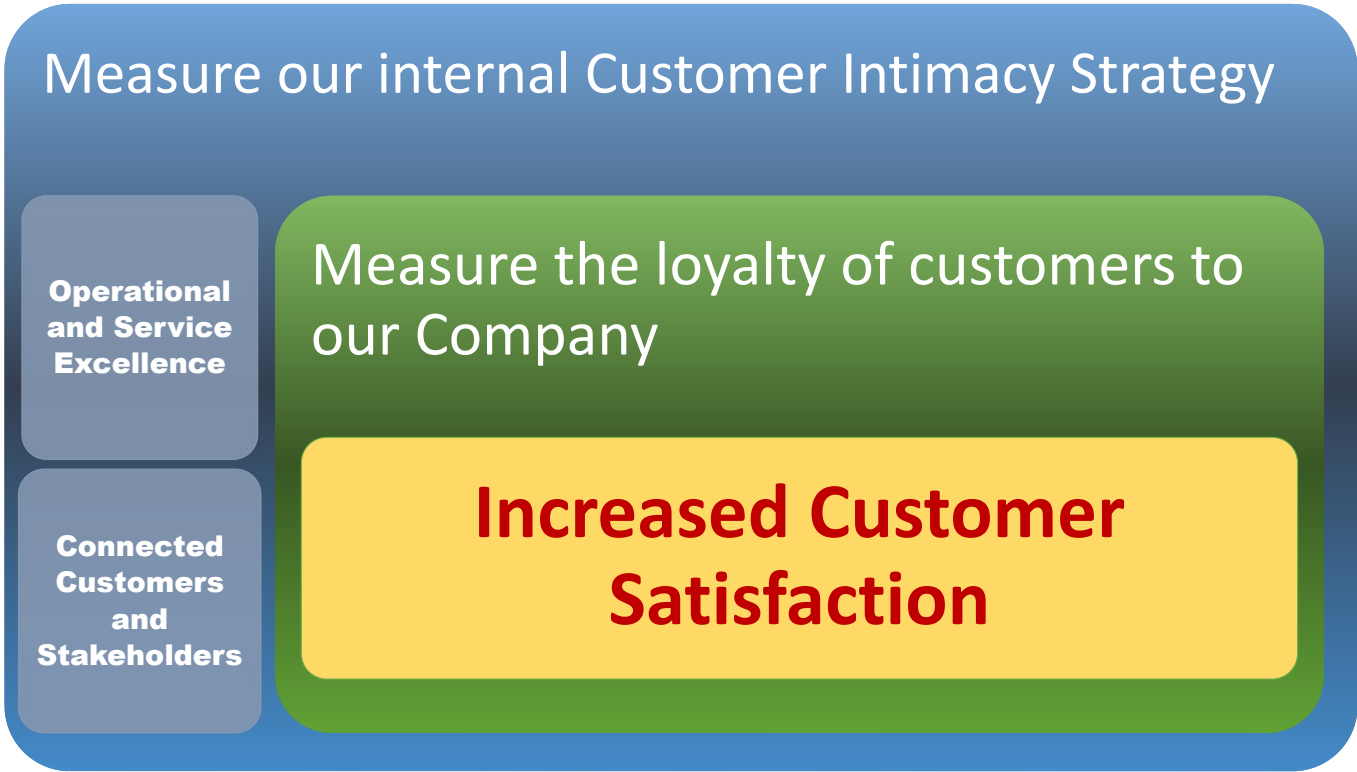 Measure our internal Customer Intimacy Strategy
Operational
and Service
Excellence
Connected
Customers
and
Stakeholders
Measure the loyalty of customers to
our Company
Increased Customer
Satisfaction